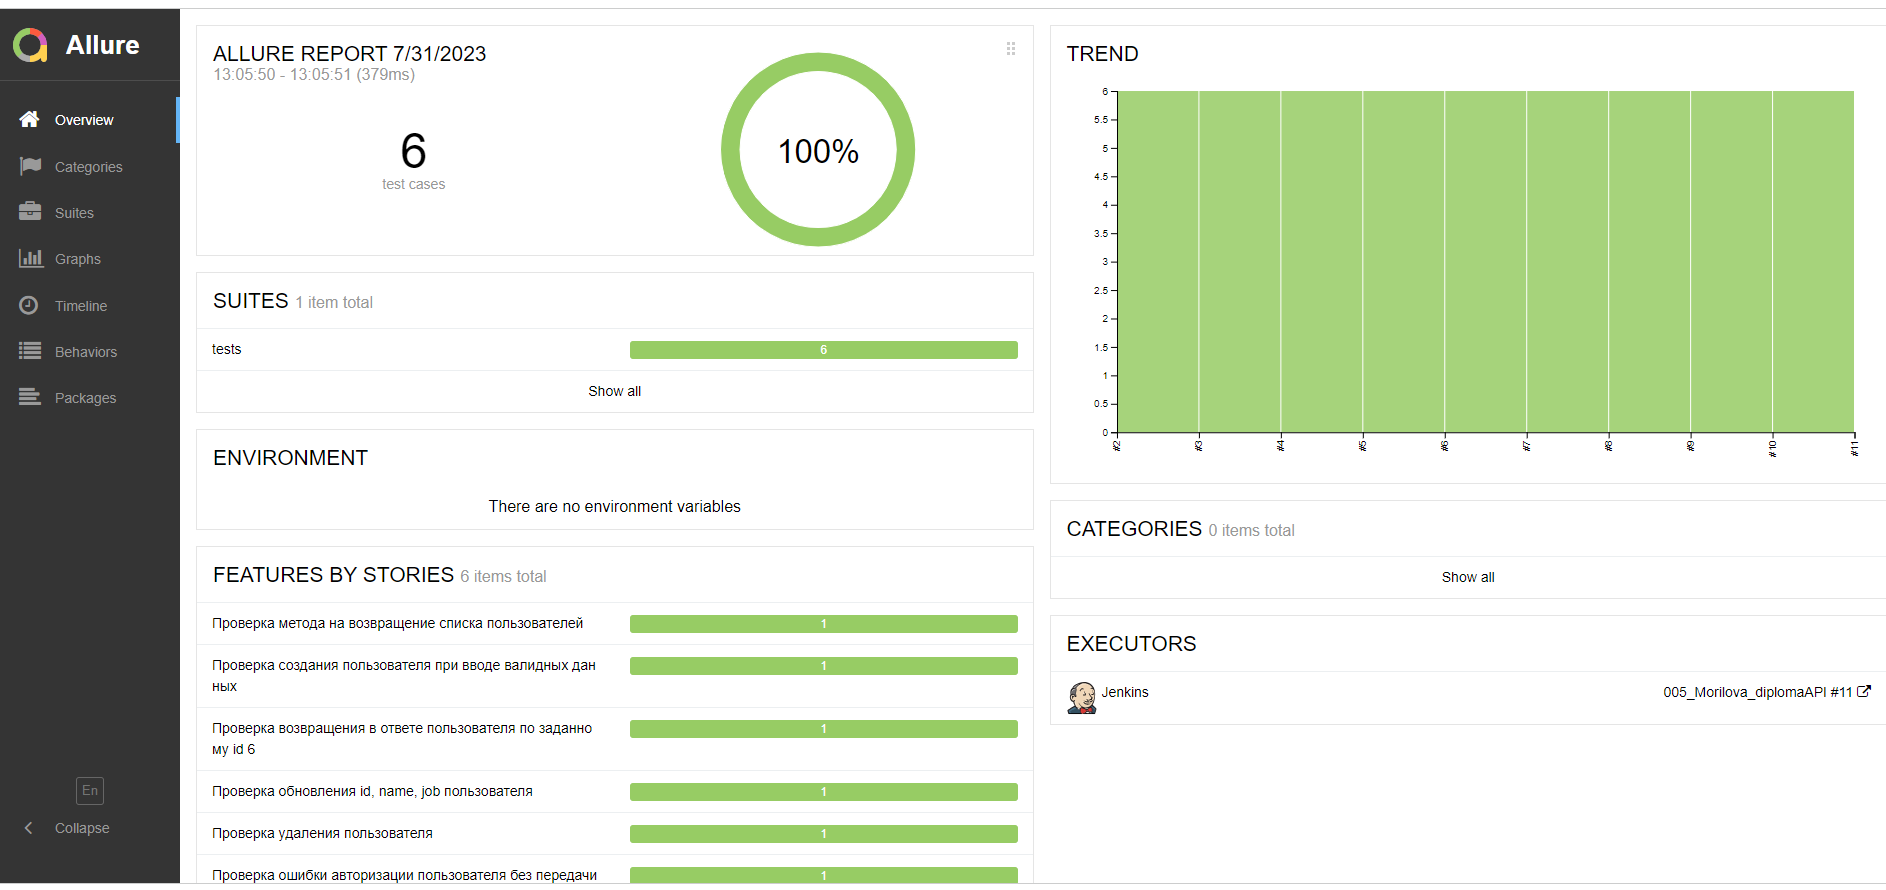 Allure
Overview
Categories
Suites
Graphs
Timeline
Behaviors
Packages
En
Collapse
ALLURE REPORT 7/31/2023
13:05:50 - 13:05:51 (379ms)
6
test cases
100%
SUITES 1 item total
tests 6
Show all
ENVIRONMENT
There are no environment variables
FEATURES BY STORIES 6 items total
Проверка метода на возвращение списка пользователей 1
Проверка создания пользователя при вводе валидных дан
ных
1
Проверка возвращения в ответе пользователя по заданно
му id 6
1
Проверка обновления id, name, job пользователя 1
Проверка удаления пользователя 1
Проверка ошибки авторизации пользователя без передачи 1
TREND
6
5.5
5
4.5
4
3.5
3
2.5
2
1.5
1
0.5
0
#2 #3 #4 #5 #6 #7 #8 #9 #10 #11
CATEGORIES 0 items total
Show all
EXECUTORS
Jenkins 005_Morilova_diplomaAPI #11